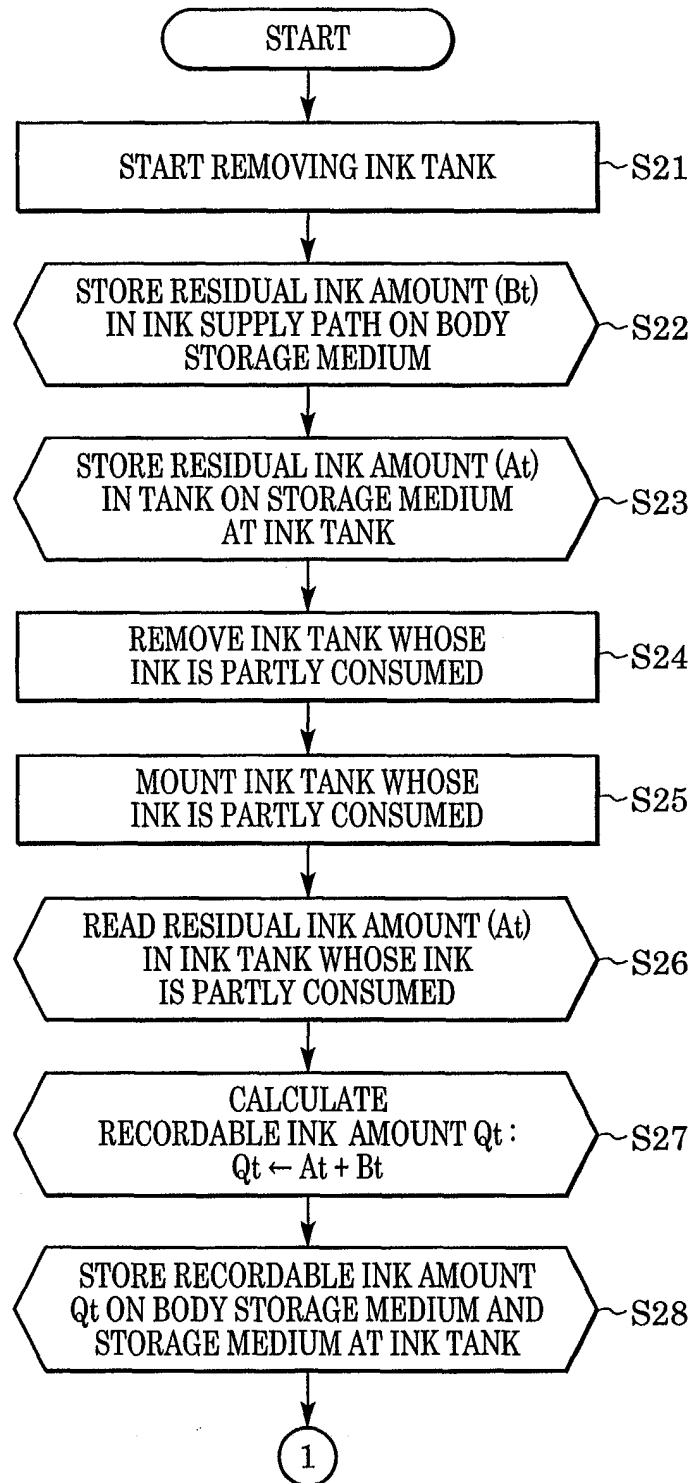 START
START REMOVING INK TANK
S21
STORE RESIDUAL INK AMOUNT (Bt)
IN INK SUPPLY PATH ON BODY
STORAGE MEDIUM
S22
STORE RESIDUAL INK AMOUNT (At)
IN TANK ON STORAGE MEDIUM
AT INK TANK
S23
REMOVE INK TANK WHOSE
INK IS PARTLY CONSUMED
S24
MOUNT INK TANK WHOSE
INK IS PARTLY CONSUMED
S25
READ RESIDUAL INK AMOUNT (At)
IN INK TANK WHOSE INK
IS PARTLY CONSUMED
S26
CALCULATE
RECORDABLE INK AMOUNT Qt :
Qt ← At + Bt
S27
STORE RECORDABLE INK AMOUNT
Qt ON BODY STORAGE MEDIUM AND
STORAGE MEDIUM AT INK TANK
S28
1